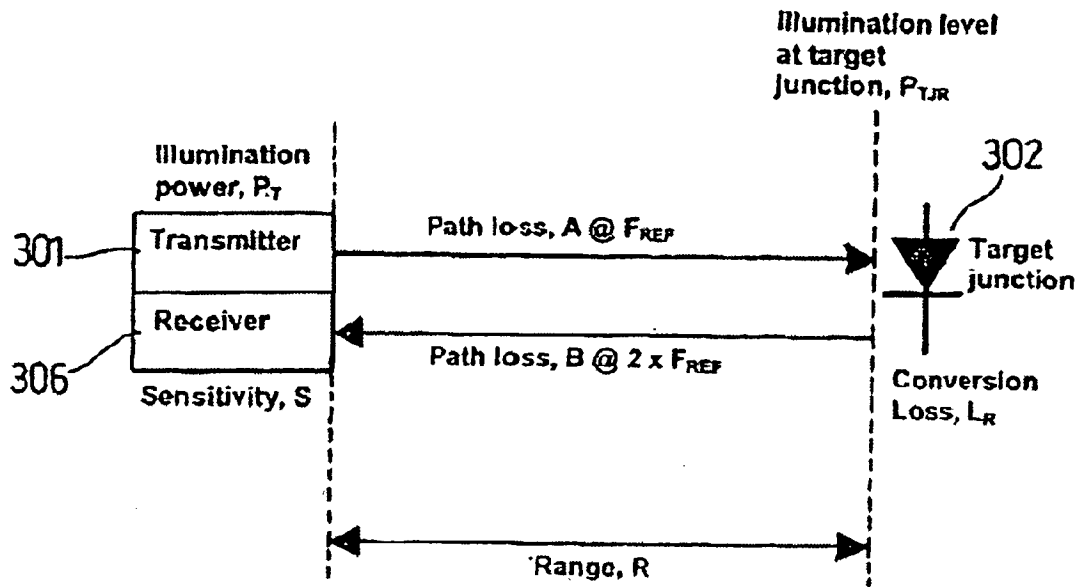 Illumination level
at target
junction, PTJR
302
Illumination
power, PT
301
Transmitter
Path loss, A @ FREF
Target
junction
Receiver
306
Path loss, B @ 2 x FREF
Sensitivity, S
Conversion
Loss, LR
Range, R